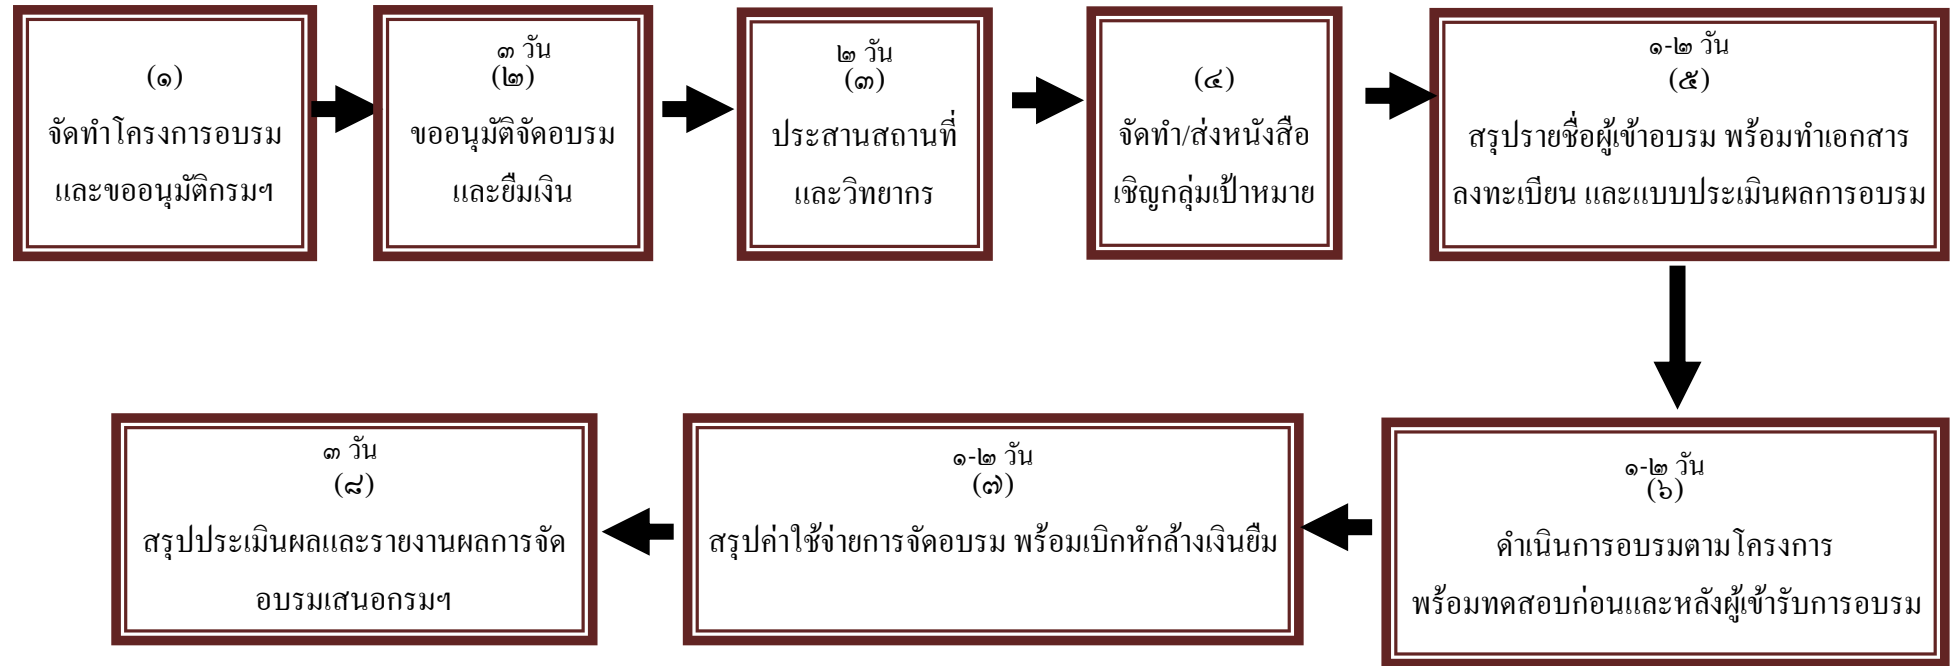 (๑)
จัดทำโครงการอบรม
และขออนุมัติกรมฯ
๓ วัน
(๒)
ขออนุมัติจัดอบรม
และยืมเงิน
๒ วัน
(๓)
ประสานสถานที่
และวิทยากร
(๔)
จัดทำ/ส่งหนังสือ
เชิญกลุ่มเป้าหมาย
๑-๒ วัน
(๕)
สรุปรายชื่อผู้เข้าอบรม พร้อมทำเอกสาร
ลงทะเบียน และแบบประเมินผลการอบรม
๑-๒ วัน
(๖)
ดำเนินการอบรมตามโครงการ
พร้อมทดสอบก่อนและหลังผู้เข้ารับการอบรม
๑-๒ วัน
(๗)
สรุปค่าใช้จ่ายการจัดอบรม พร้อมเบิกหักล้างเงินยืม
๓ วัน
(๘)
สรุปประเมินผลและรายงานผลการจัด
อบรมเสนอกรมฯ